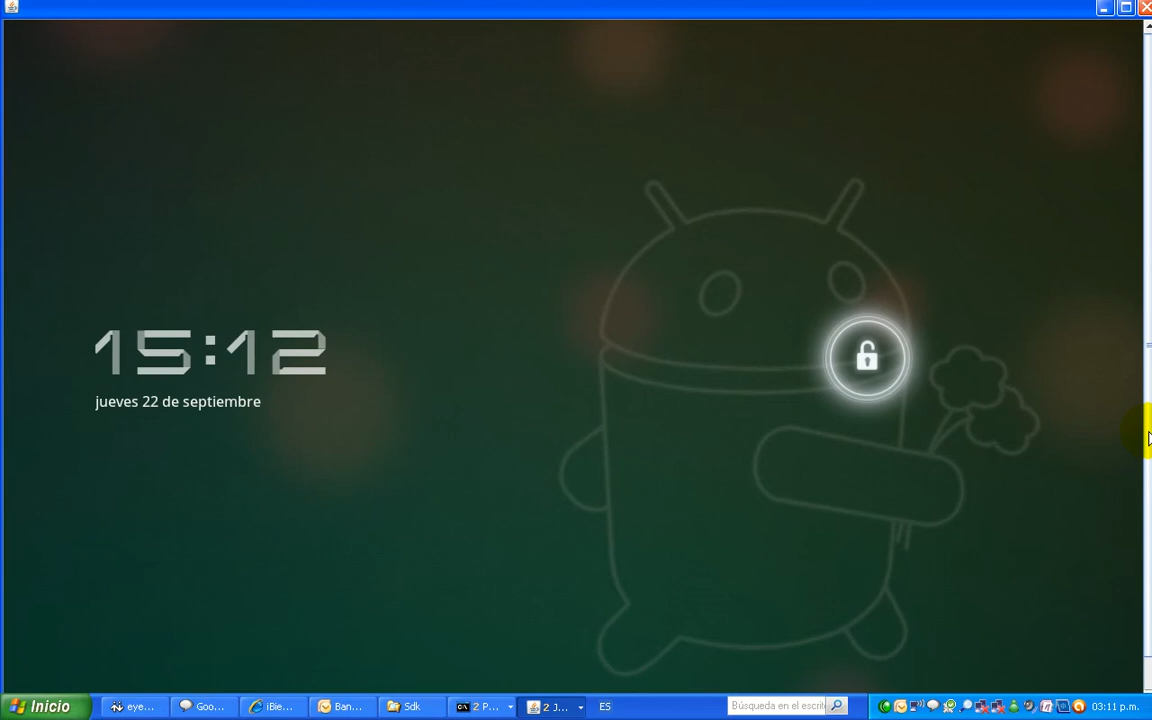 15:12
jueves 22 de septiembre
Inicio
eye...
Goo...
iBie...
Ban...
Sdk
2 P...
2 J...
ES
Búsqueda en el escrit
03:11 p.m.